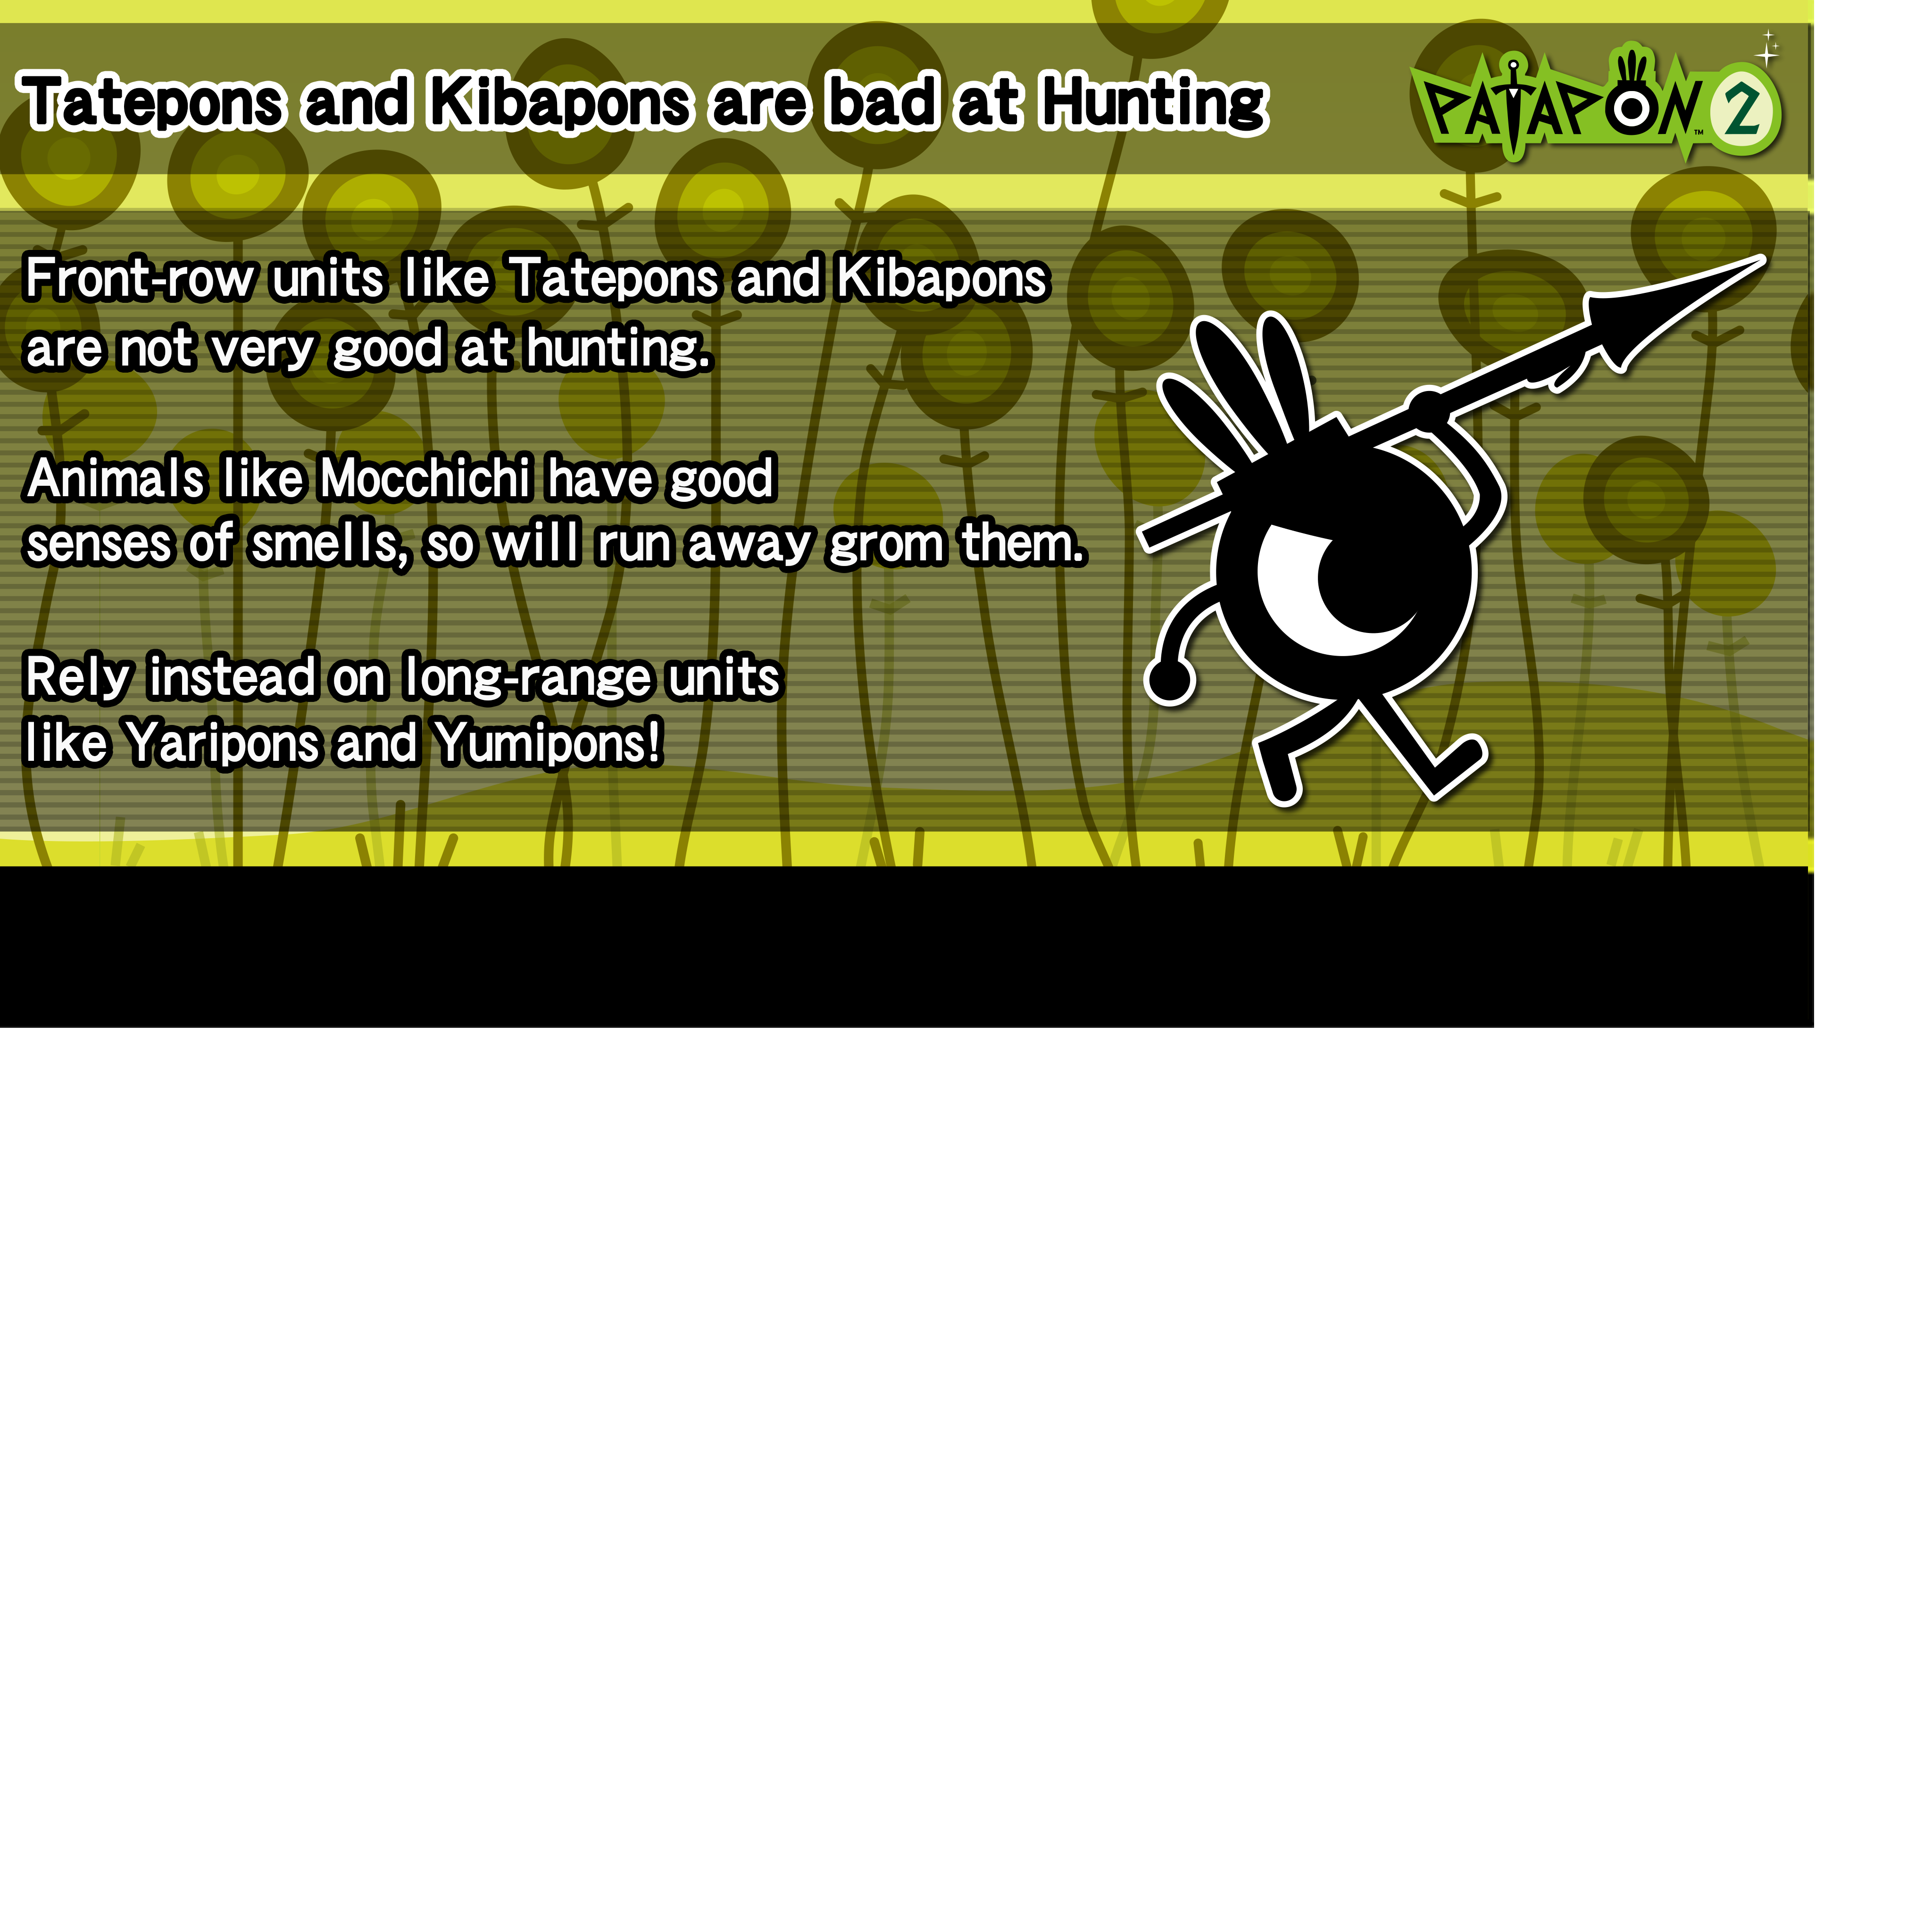 Tatepons and Kibapons are bad at Hunting
PATAPON™ 2
Front-row units like Tatepons and Kibapons
are not very good at hunting.
Animals like Mocchichi have good
senses of smells, so will run away grom them.
Rely instead on long-range units
like Yaripons and Yumipons!